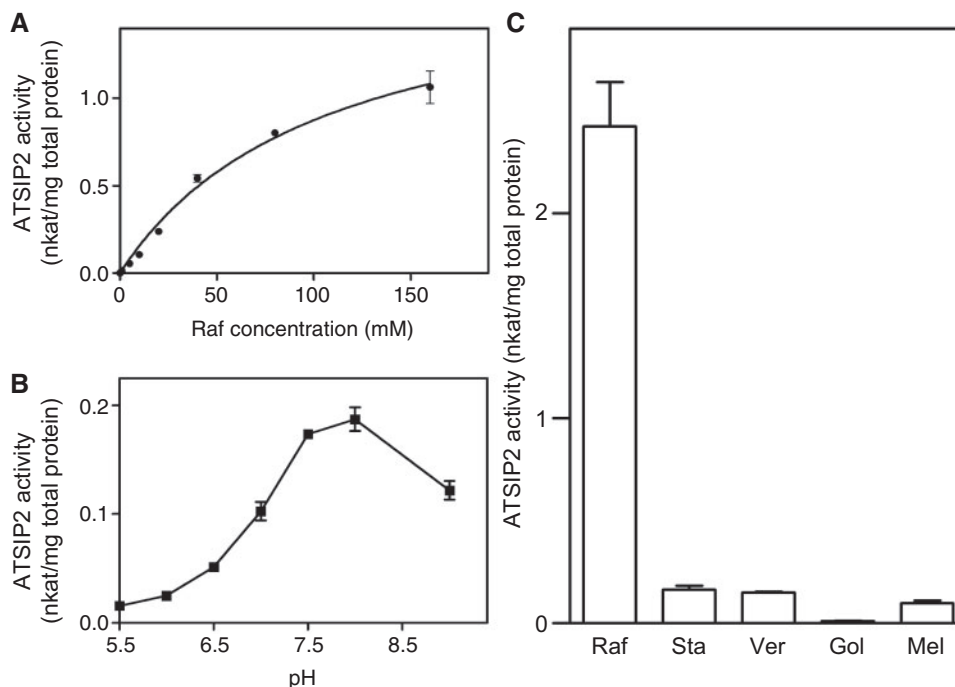 A
ATSIP2 activity
(nkat/mg total protein)
1.0
0.5
0.0
0
50
100
150
Raf concentration (mM)
B
ATSIP2 activity
(nkat/mg total protein)
0.2
0.1
0.0
5.5
6.5
7.5
8.5
pH
C
ATSIP2 activity (nkat/mg total protein)
2
1
0
Raf
Sta
Ver
Gol
Mel